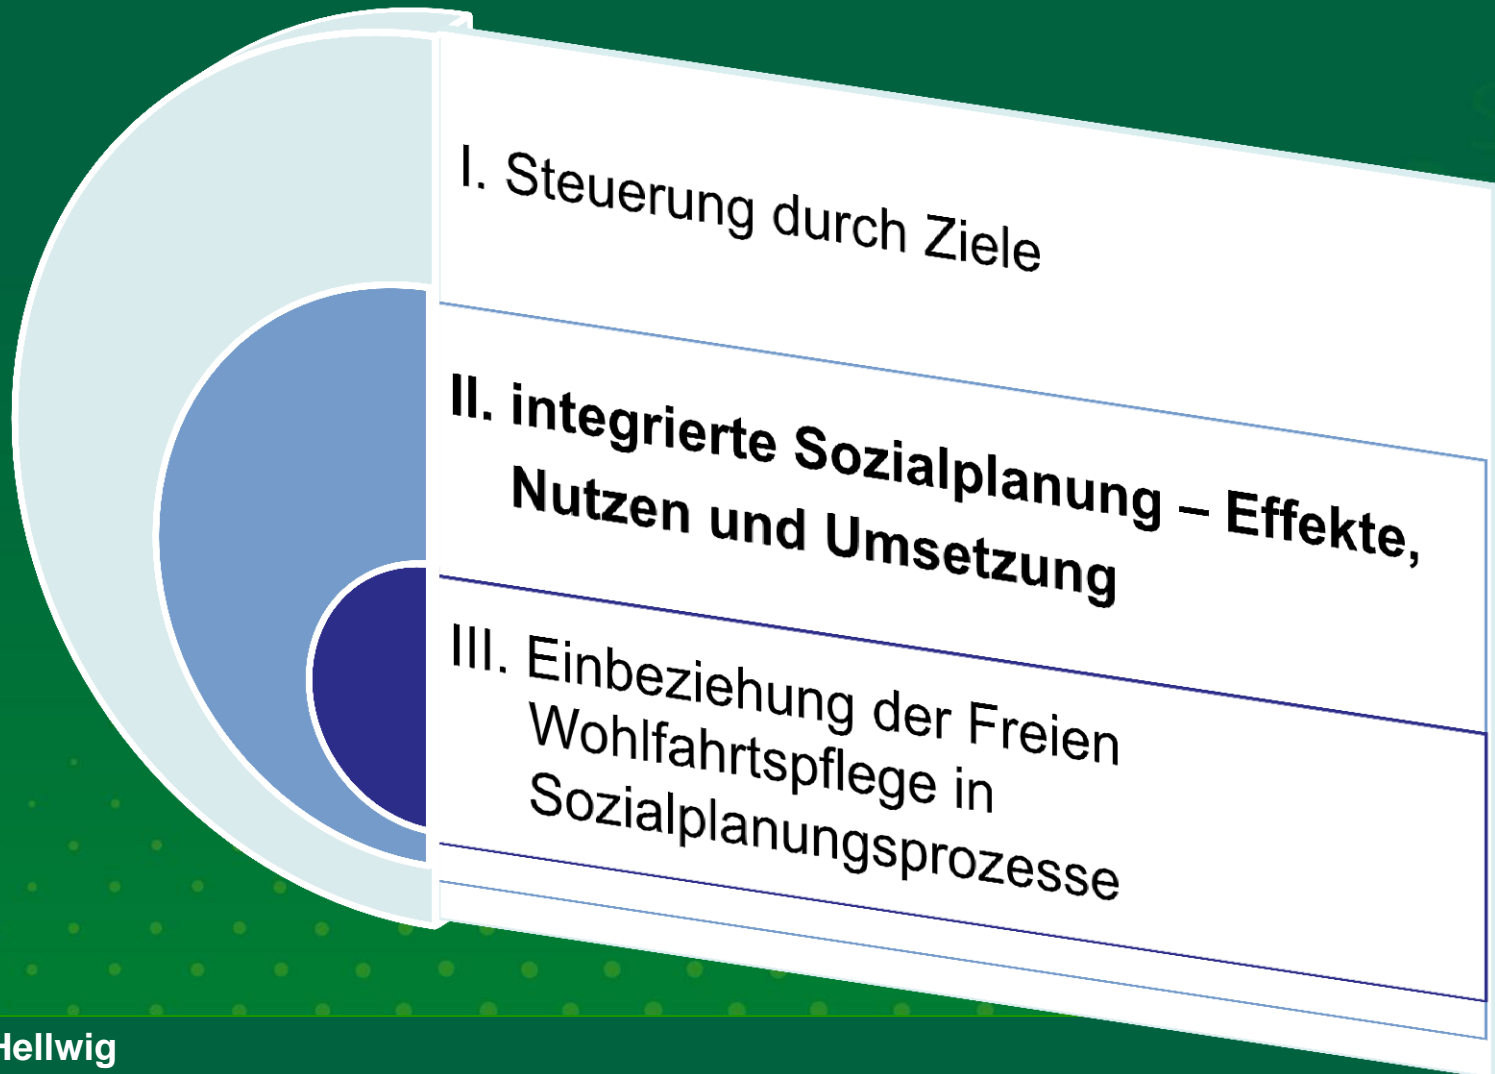 I. Steuerung durch Ziele
II. integrierte Sozialplanung – Effekte,
Nutzen und Umsetzung
III. Einbeziehung der Freien
Wohlfahrtspflege in
Sozialplanungsprozesse
Hellwig